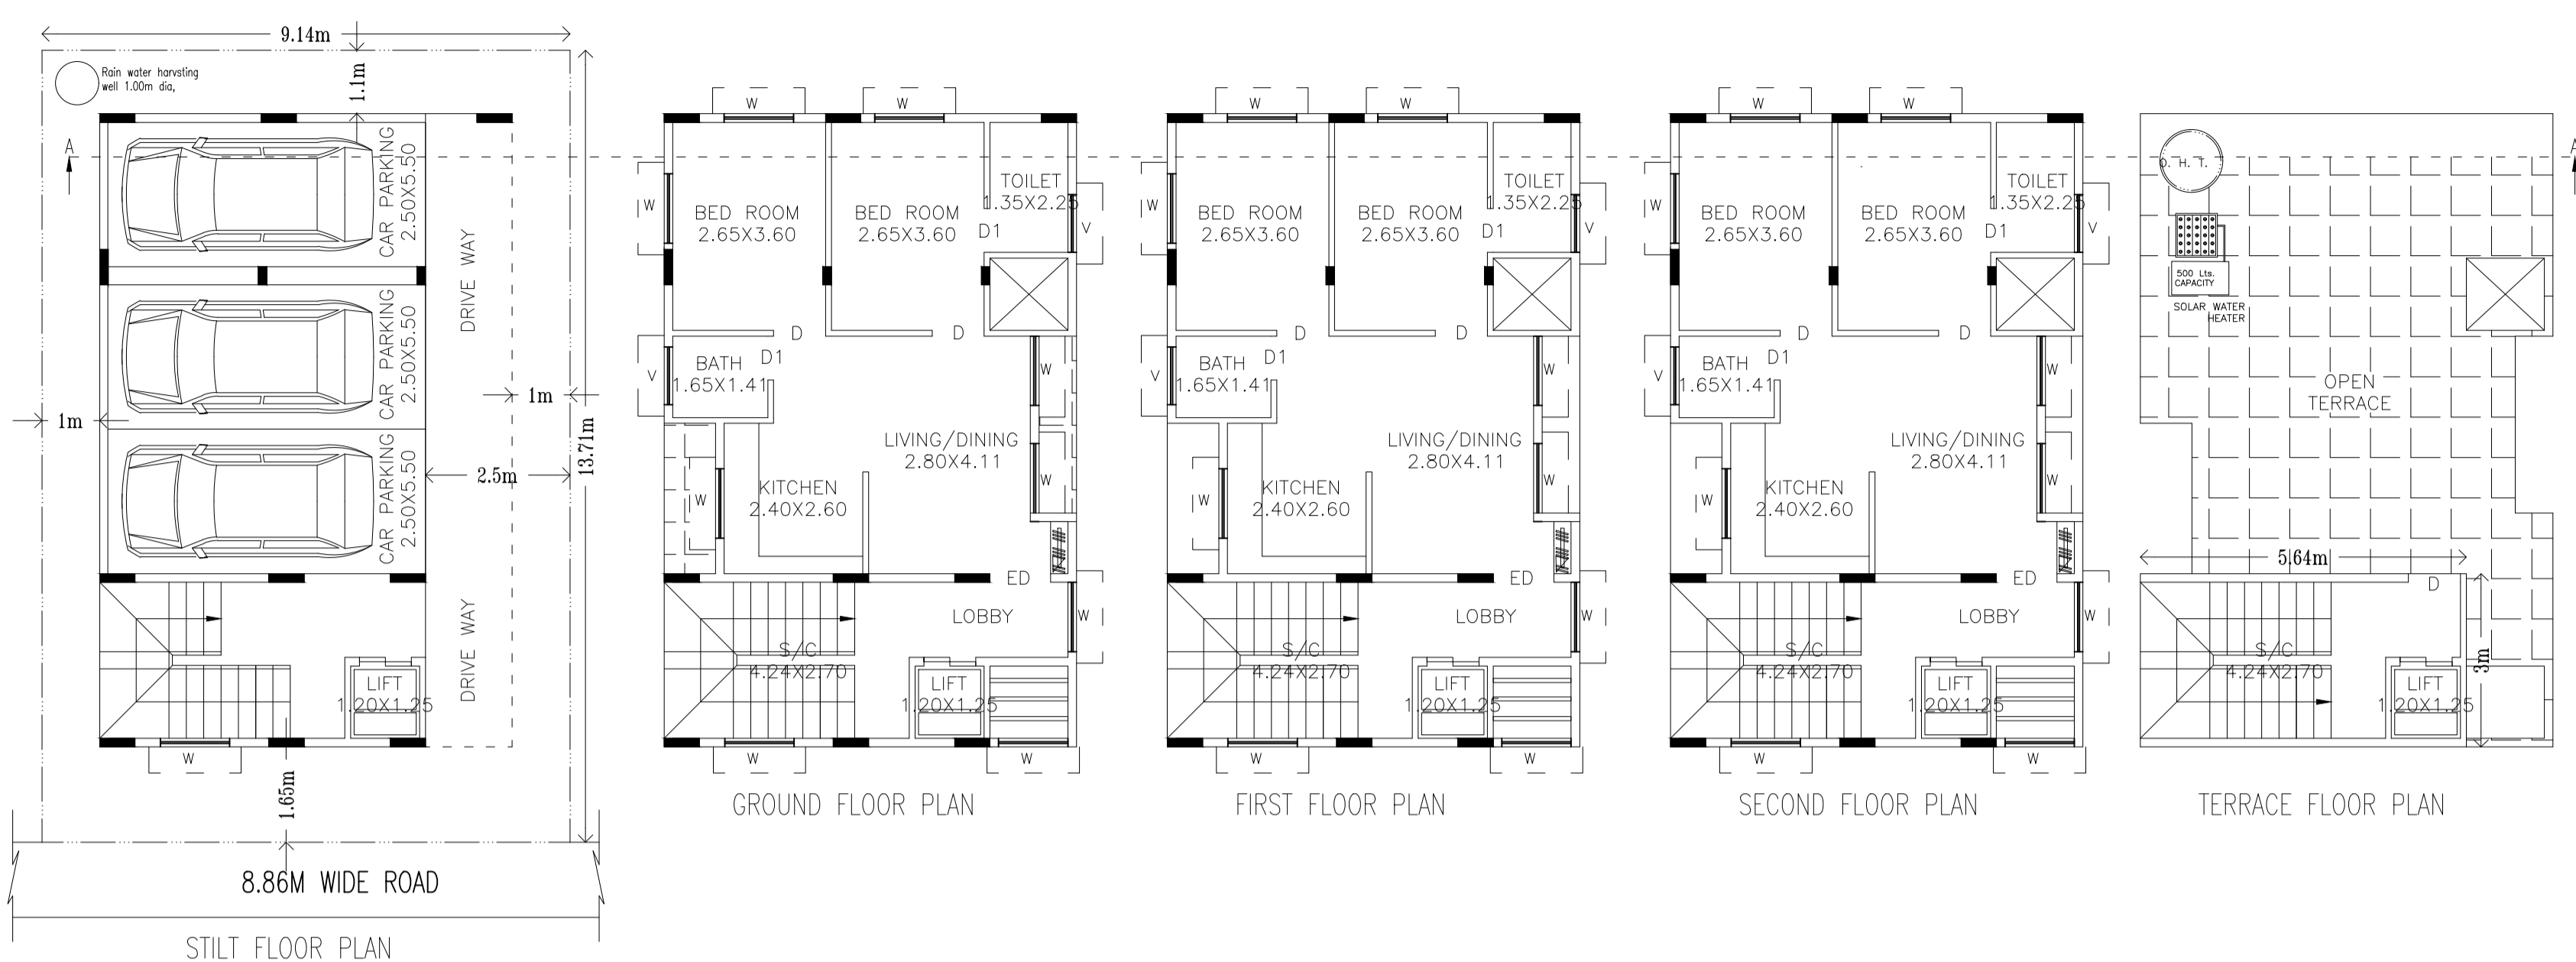 9.14m
1.1m
Rain water harvsting
well 1.00m dia,
A
CAR PARKING
2.50X5.50
CAR PARKING
2.50X5.50
CAR PARKING
2.50X5.50
DRIVE WAY
DRIVE WAY
1m
1m
2.5m
13.71m
LIFT
1.20X1.25
W
1.65m
8.86M WIDE ROAD
STILT FLOOR PLAN
W
W
W
BED ROOM
2.65X3.60
BED ROOM
2.65X3.60
TOILET
1.35X2.25
D1
V
D
D
BATH
1.65X1.41
D1
V
W
LIVING/DINING
2.80X4.11
W
W
KITCHEN
2.40X2.60
ED
LOBBY
W
S/C
4.24X2.70
LIFT
1.20X1.25
W
W
GROUND FLOOR PLAN
W
W
W
BED ROOM
2.65X3.60
BED ROOM
2.65X3.60
TOILET
1.35X2.25
D1
V
D
D
BATH
1.65X1.41
D1
V
W
LIVING/DINING
2.80X4.11
W
W
KITCHEN
2.40X2.60
ED
LOBBY
W
S/C
4.24X2.70
LIFT
1.20X1.25
W
W
FIRST FLOOR PLAN
W
W
W
BED ROOM
2.65X3.60
BED ROOM
2.65X3.60
TOILET
1.35X2.25
D1
V
D
D
BATH
1.65X1.41
D1
V
W
LIVING/DINING
2.80X4.11
W
W
KITCHEN
2.40X2.60
ED
LOBBY
W
S/C
4.24X2.70
LIFT
1.20X1.25
W
W
SECOND FLOOR PLAN
A
O. H. T.
500 Lts.
CAPACITY
SOLAR WATER
HEATER
OPEN
TERRACE
5.64m
D
3m
S/C
4.24X2.70
LIFT
1.20X1.25
TERRACE FLOOR PLAN